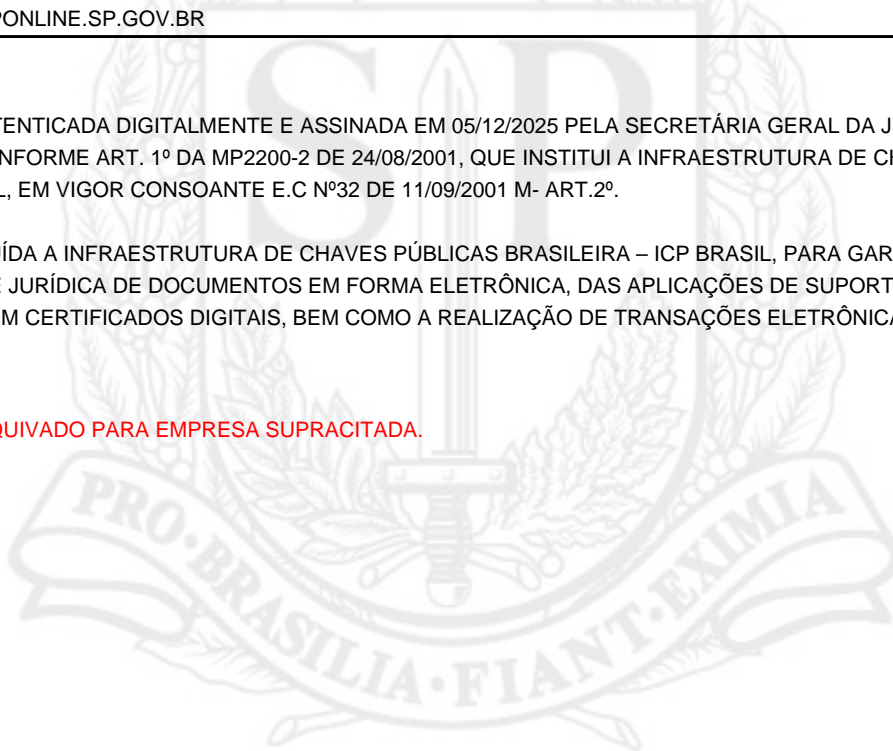 PONLINE.SP.GOV.BR
TENTICADA DIGITALMENTE E ASSINADA EM 05/12/2025 PELA SECRETÁRIA GERAL DA J
NFORME ART. 1º DA MP2200-2 DE 24/08/2001, QUE INSTITUI A INFRAESTRUTURA DE CH
L, EM VIGOR CONSOANTE E.C Nº32 DE 11/09/2001 M- ART.2º.
UÍDA A INFRAESTRUTURA DE CHAVES PÚBLICAS BRASILEIRA – ICP BRASIL, PARA GAR
E JURÍDICA DE DOCUMENTOS EM FORMA ELETRÔNICA, DAS APLICAÇÕES DE SUPORT
EM CERTIFICADOS DIGITAIS, BEM COMO A REALIZAÇÃO DE TRANSAÇÕES ELETRÔNICA
QUIVADO PARA EMPRESA SUPRACITADA.
SP
PRO·BRASILIA·FIANT·EXIMIA